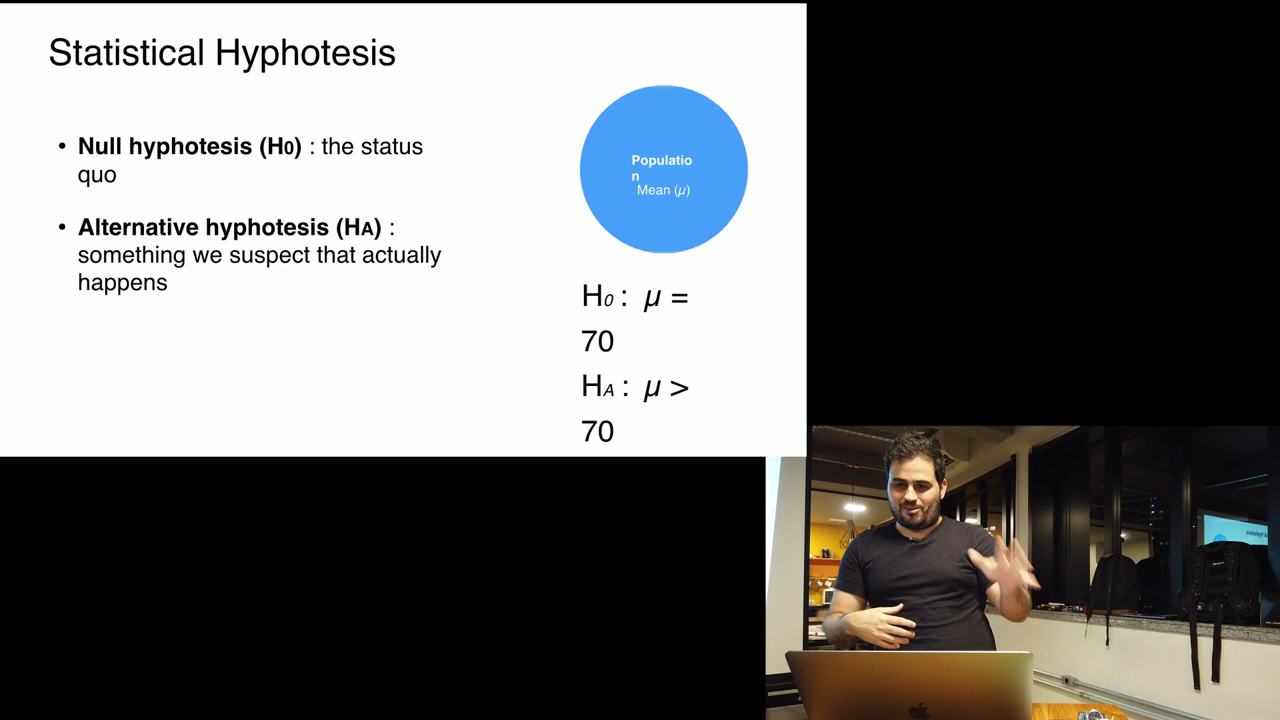 Statistical Hyphotesis
• Null hyphotesis (H0) : the status
quo
• Alternative hyphotesis (HA) :
something we suspect that actually
happens
Populatio
n
Mean (µ)
H0 : µ =
70
HA : µ >
70